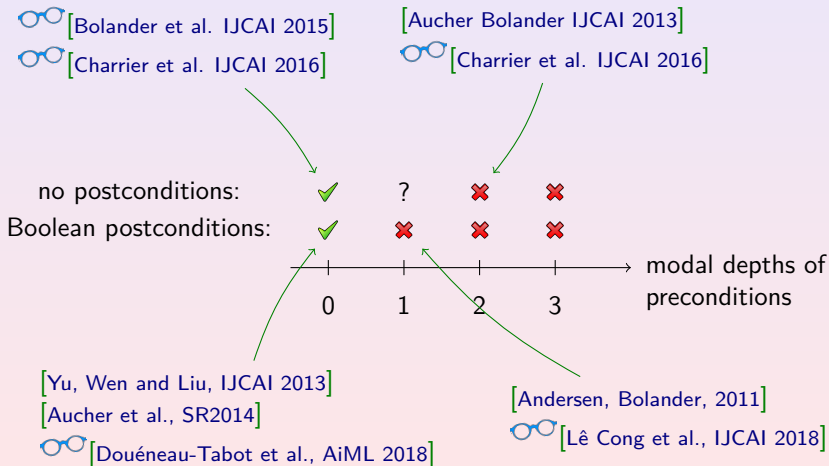 [Bolander et al. IJCAI 2015]
[Charrier et al. IJCAI 2016]
[Aucher Bolander IJCAI 2013]
[Charrier et al. IJCAI 2016]
no postconditions: ?
Boolean postconditions:
0 1 2 3
modal depths of
preconditions
[Yu, Wen and Liu, IJCAI 2013]
[Aucher et al., SR2014]
[Douéneau-Tabot et al., AiML 2018]
[Andersen, Bolander, 2011]
[Lê Cong et al., IJCAI 2018]